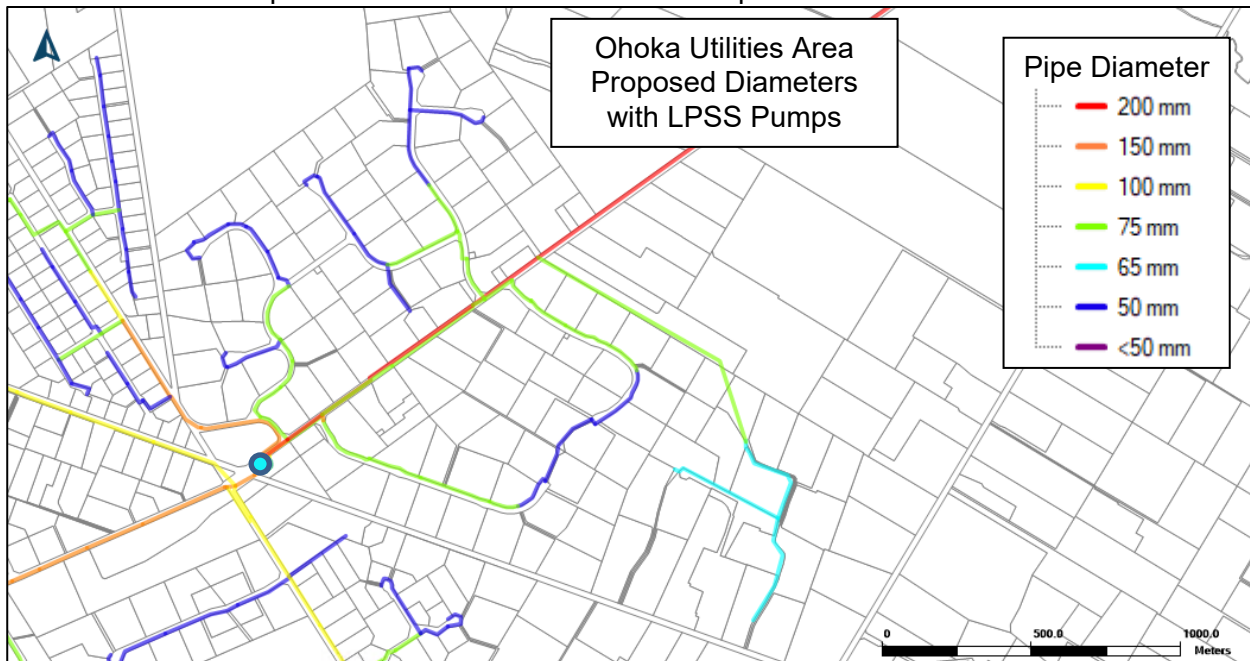 Ohoka Utilities Area
Proposed Diameters
with LPSS Pumps
Pipe Diameter
200 mm
150 mm
100 mm
75 mm
65 mm
50 mm
<50 mm
0 500.0 1000.0
Meters